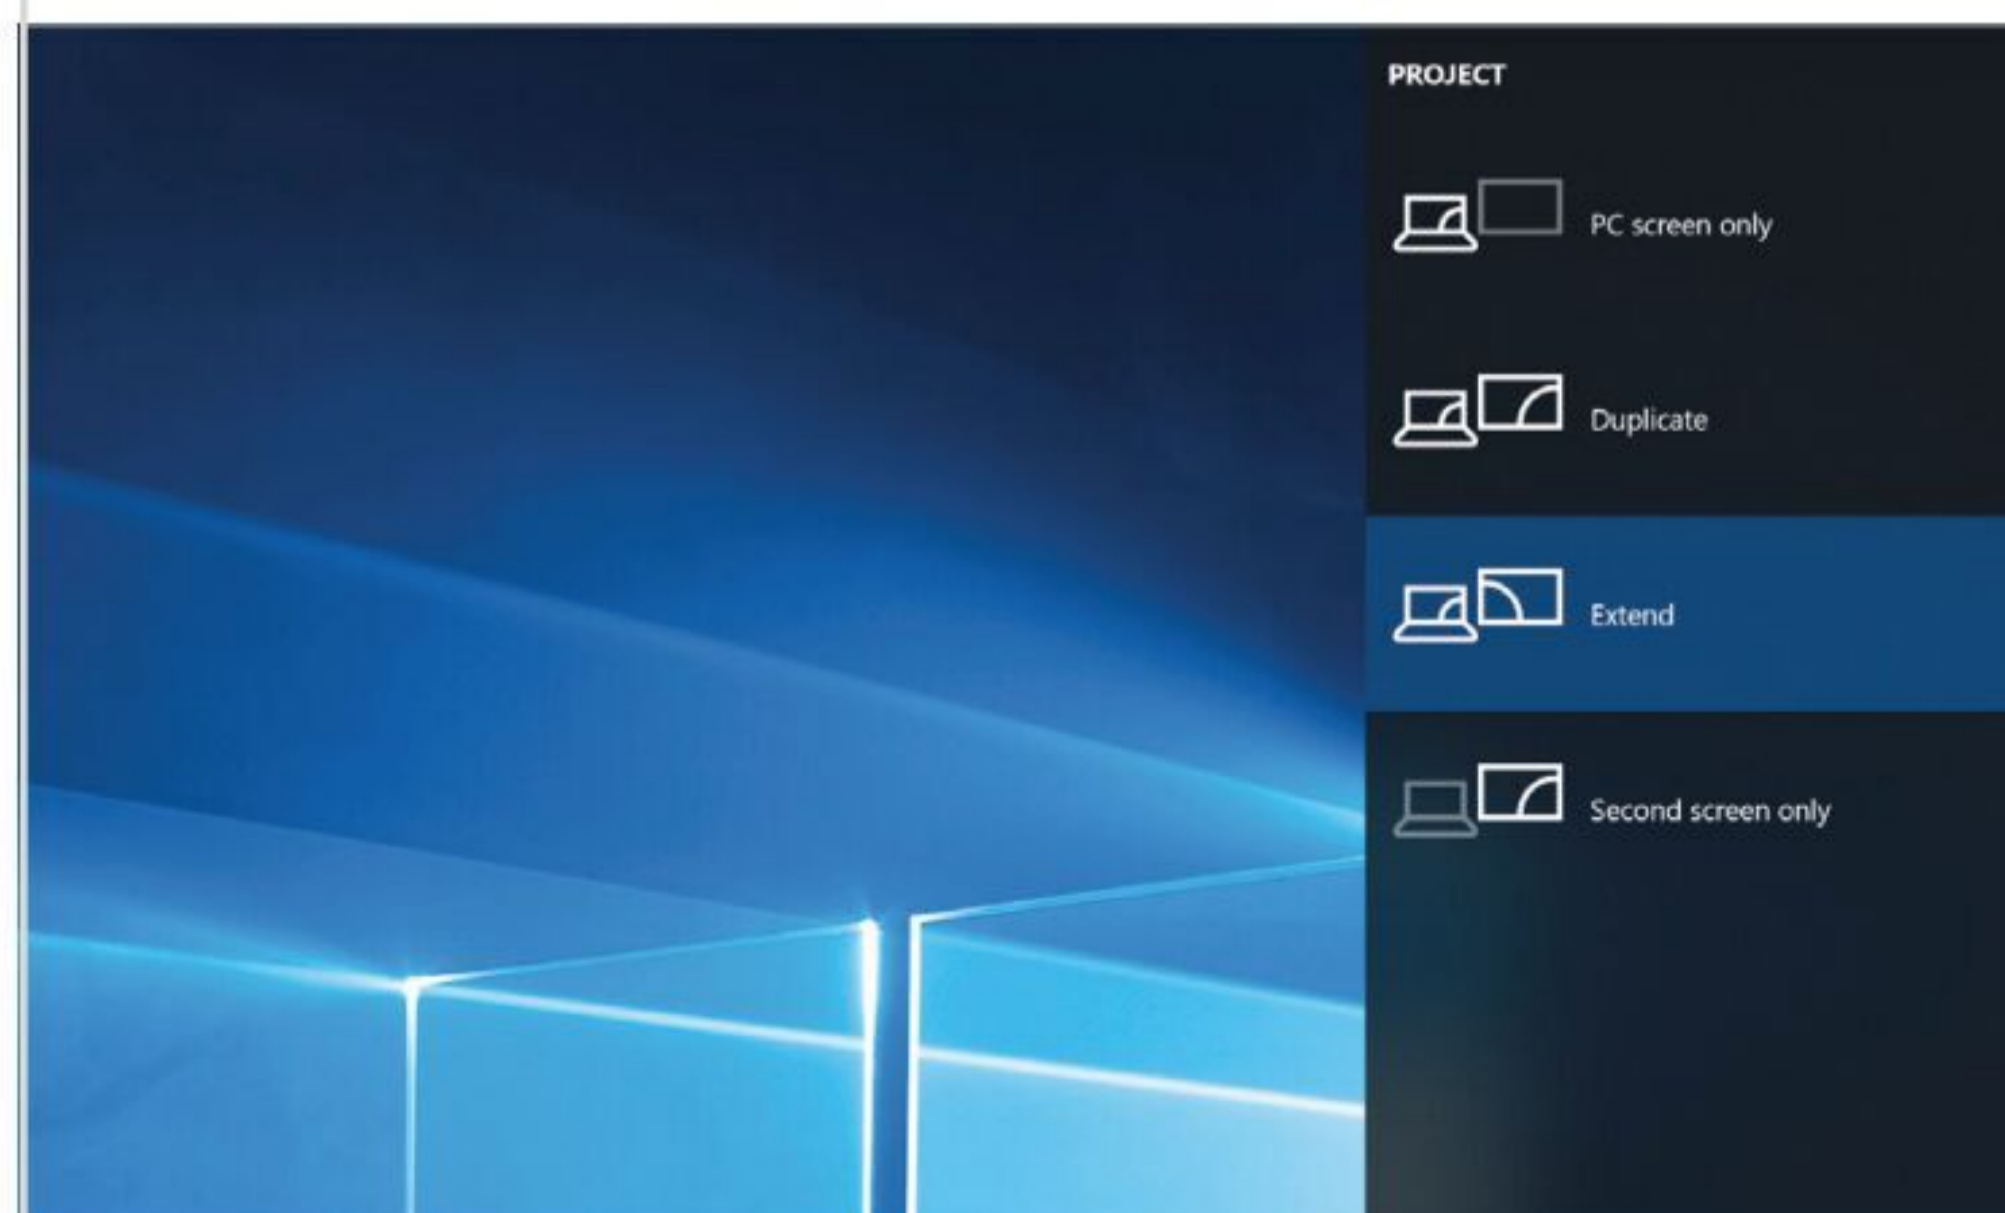 PROJECT
PC screen only
Duplicate
Extend
Second screen only